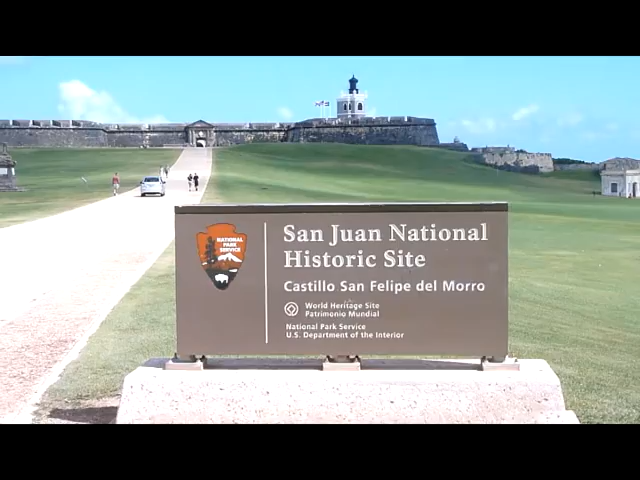 NATIONAL
PARK
SERVICE
San Juan National
Historic Site
Castillo San Felipe del Morro
World Heritage Site
Patrimonio Mundial
National Park Service
U.S. Department of the Interior